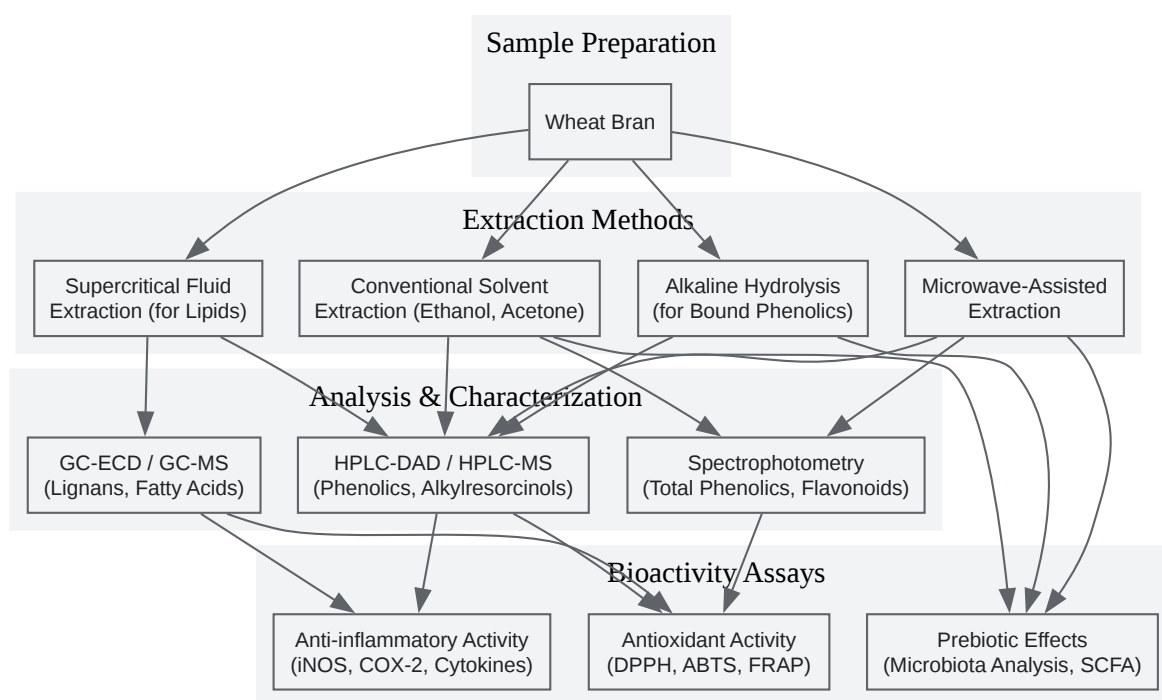 Sample Preparation
Wheat Bran
Extraction Methods
Supercritical Fluid
Extraction (for Lipids)
Conventional Solvent
Extraction (Ethanol, Acetone)
Alkaline Hydrolysis
(for Bound Phenolics)
Microwave-Assisted
Extraction
Analysis & Characterization
GC-ECD / GC-MS
(Lignans, Fatty Acids)
HPLC-DAD / HPLC-MS
(Phenolics, Alkylresorcinols)
Spectrophotometry
(Total Phenolics, Flavonoids)
Bioactivity Assays
Anti-inflammatory Activity
(iNOS, COX-2, Cytokines)
Antioxidant Activity
(DPPH, ABTS, FRAP)
Prebiotic Effects
(Microbiota Analysis, SCFA)